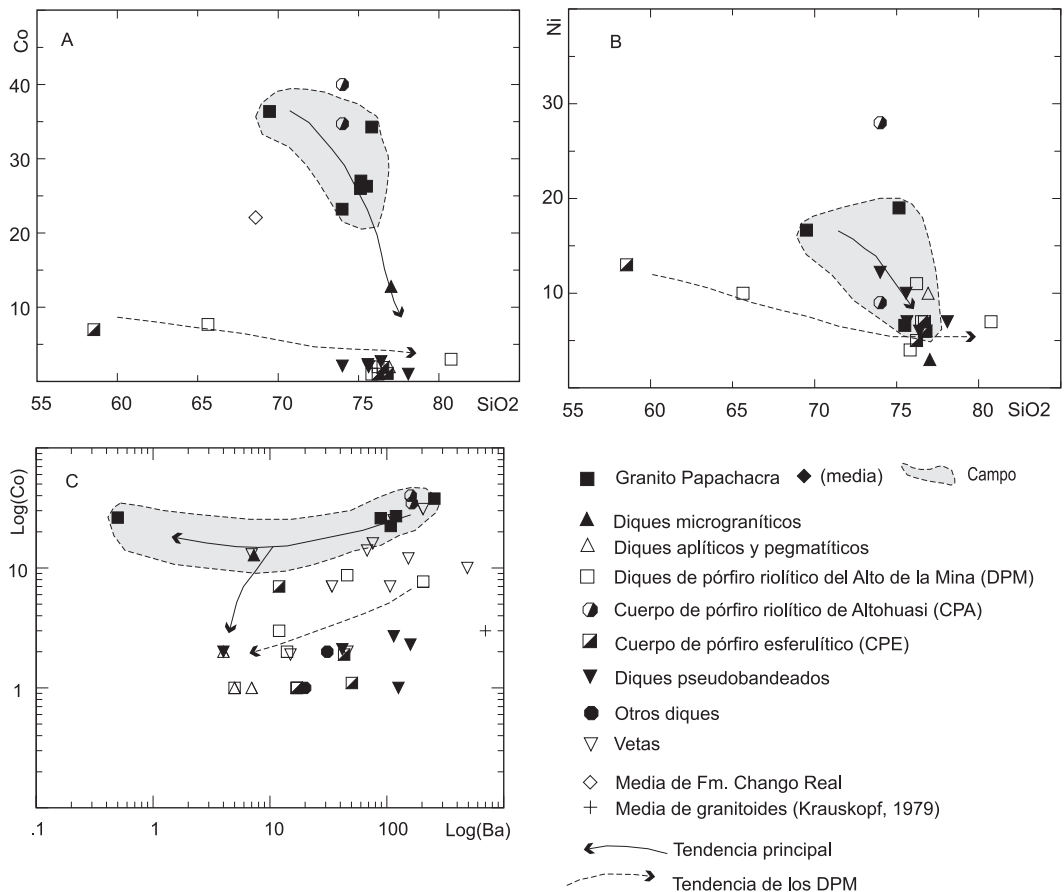 Co
A
40
30
20
10
55
60
65
70
75
SiO2
80
Ni
B
30
20
10
55
60
65
70
75
SiO2
80
Log(Co)
C
10
1
.1
1
10
100
Log(Ba)
Granito Papachacra
(media)
Campo
Diques micrograníticos
Diques aplíticos y pegmatíticos
Diques de pórfiro riolítico del Alto de la Mina (DPM)
Cuerpo de pórfiro riolítico de Altohuasi (CPA)
Cuerpo de pórfiro esferulítico (CPE)
Diques pseudobandeados
Otros diques
Vetas
Media de Fm. Chango Real
Media de granitoides (Krauskopf, 1979)
Tendencia principal
Tendencia de los DPM